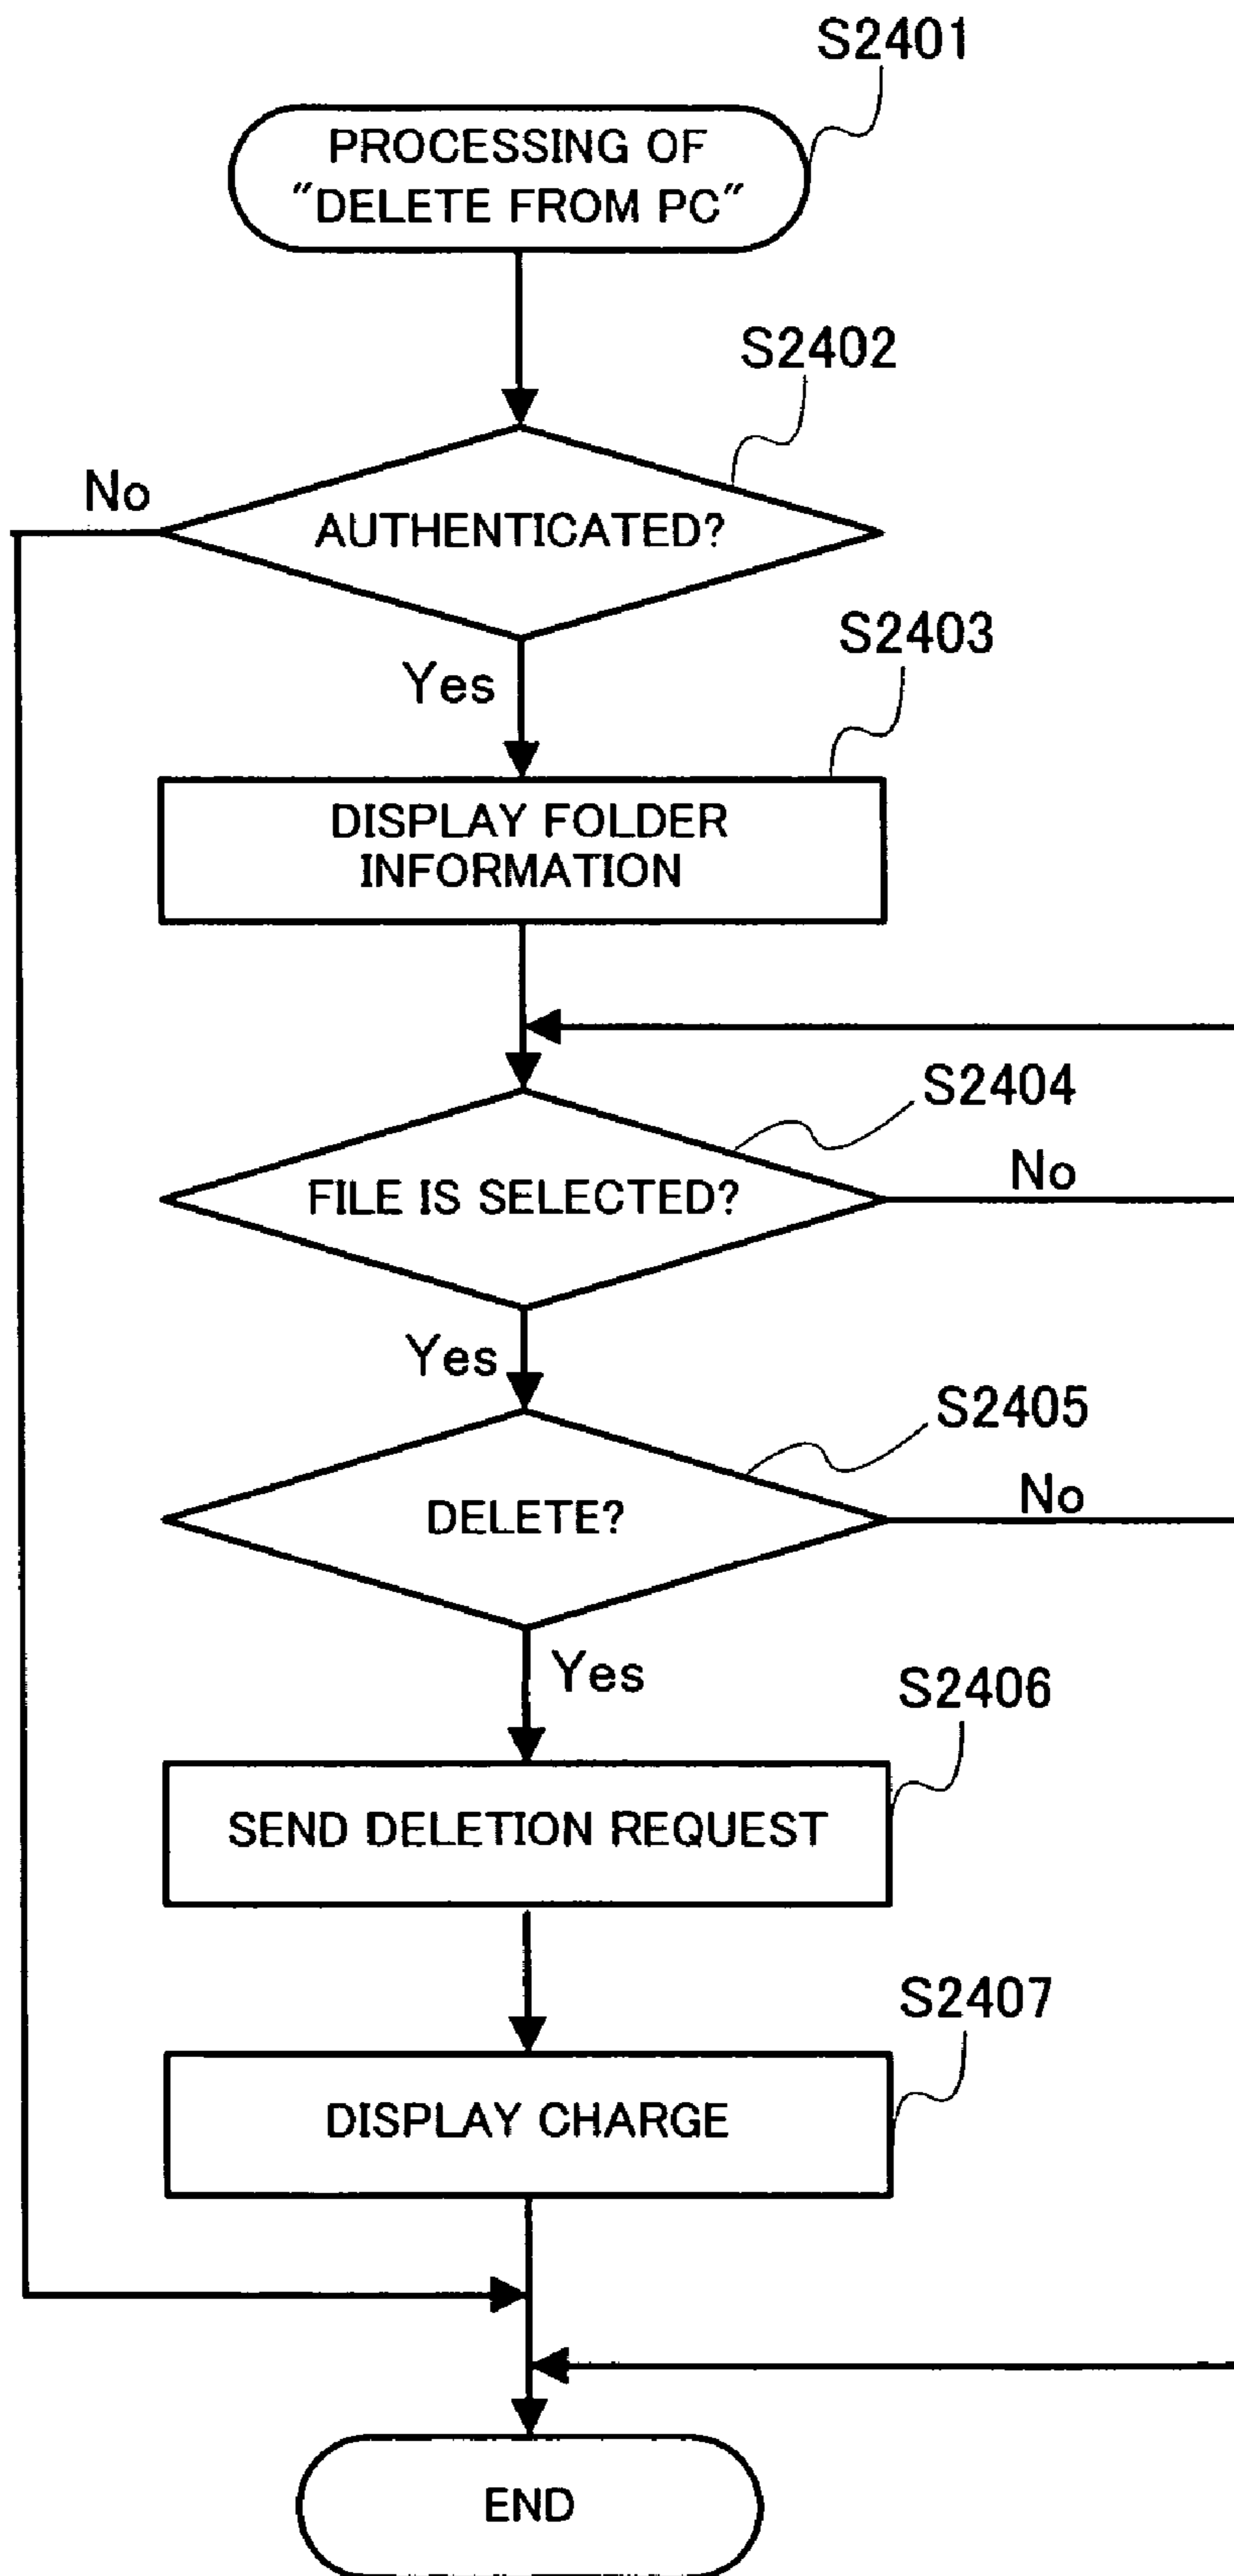 S2401
PROCESSING OF
"DELETE FROM PC"
S2402
No
AUTHENTICATED?
S2403
Yes
DISPLAY FOLDER
INFORMATION
S2404
No
FILE IS SELECTED?
Yes
S2405
No
DELETE?
Yes
S2406
SEND DELETION REQUEST
S2407
DISPLAY CHARGE
END